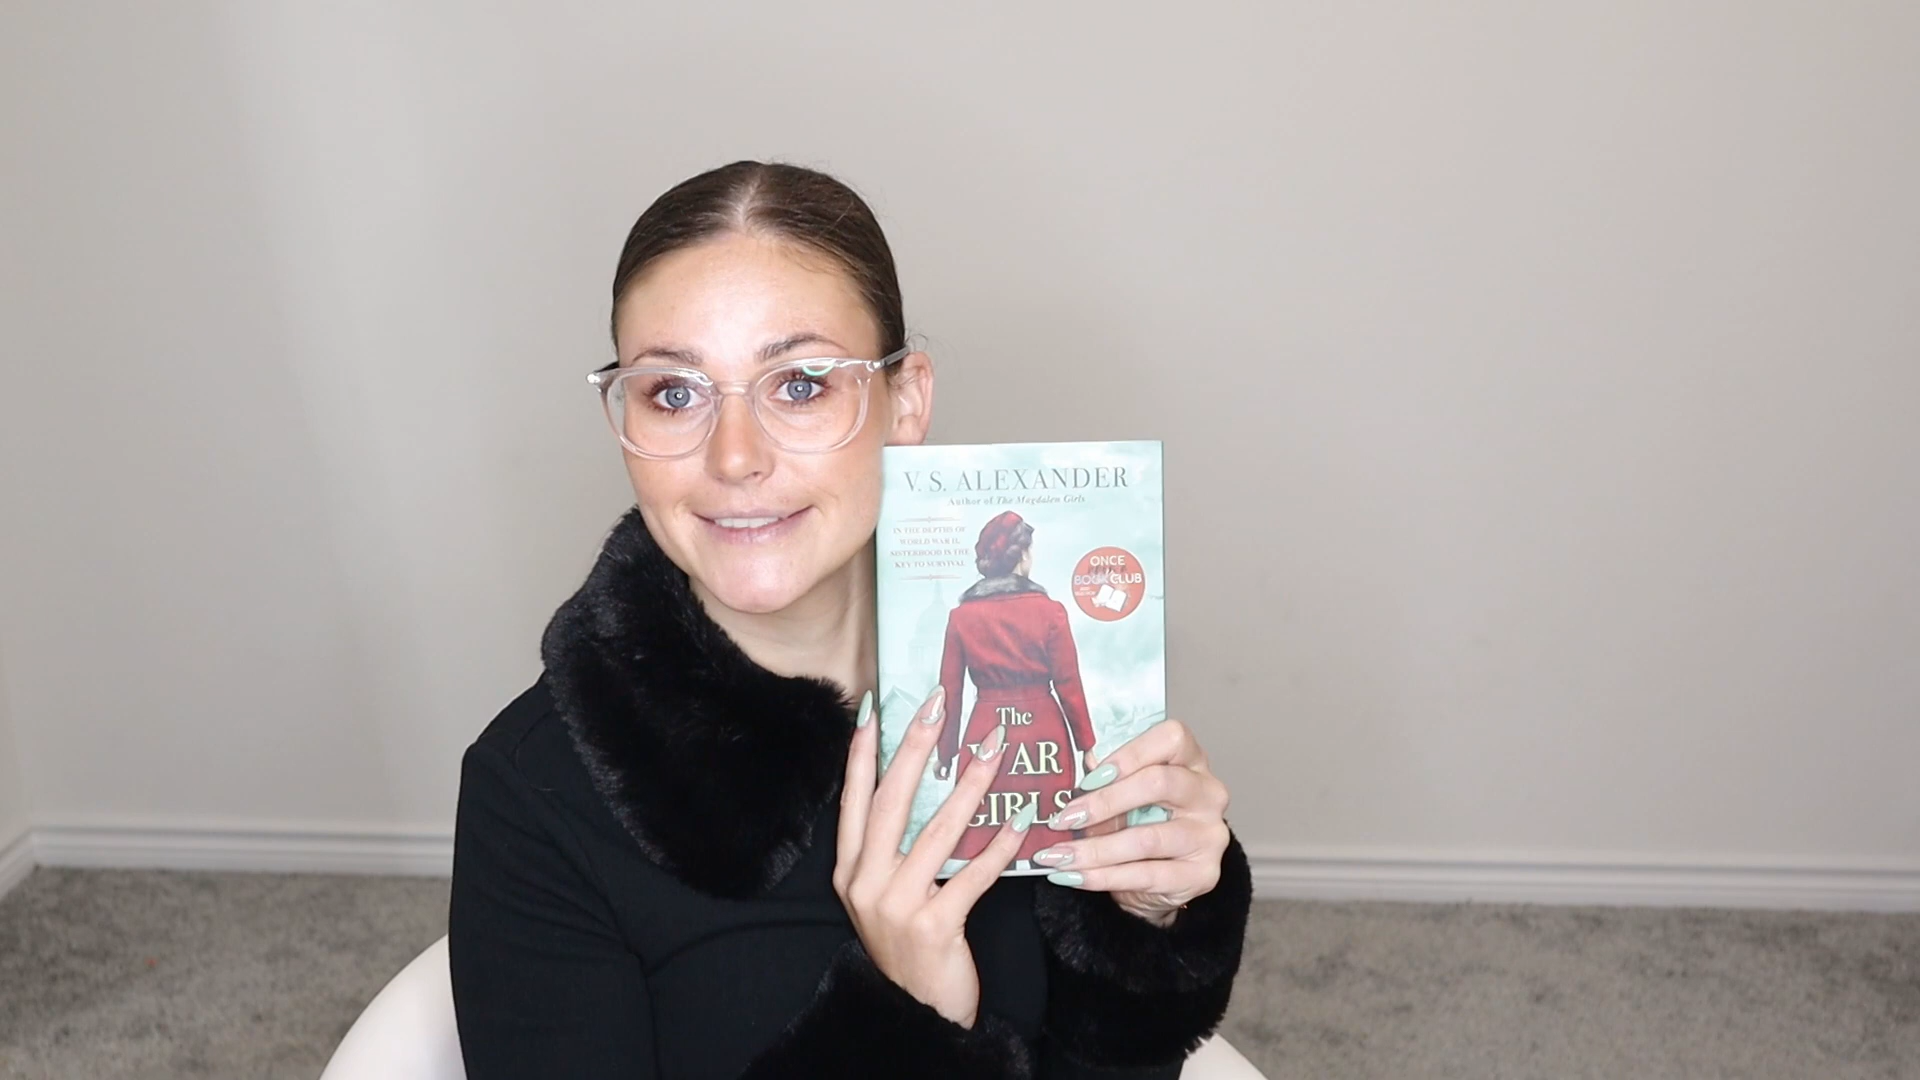 V. S. ALEXANDER
Author of The Magdalen Girls
IN THE DEPTHS OF
WORLD WAR II,
SISTERHOOD IS THE
KEY TO SURVIVAL
ONCE
BOOK CLUB
The
WAR
GIRLS